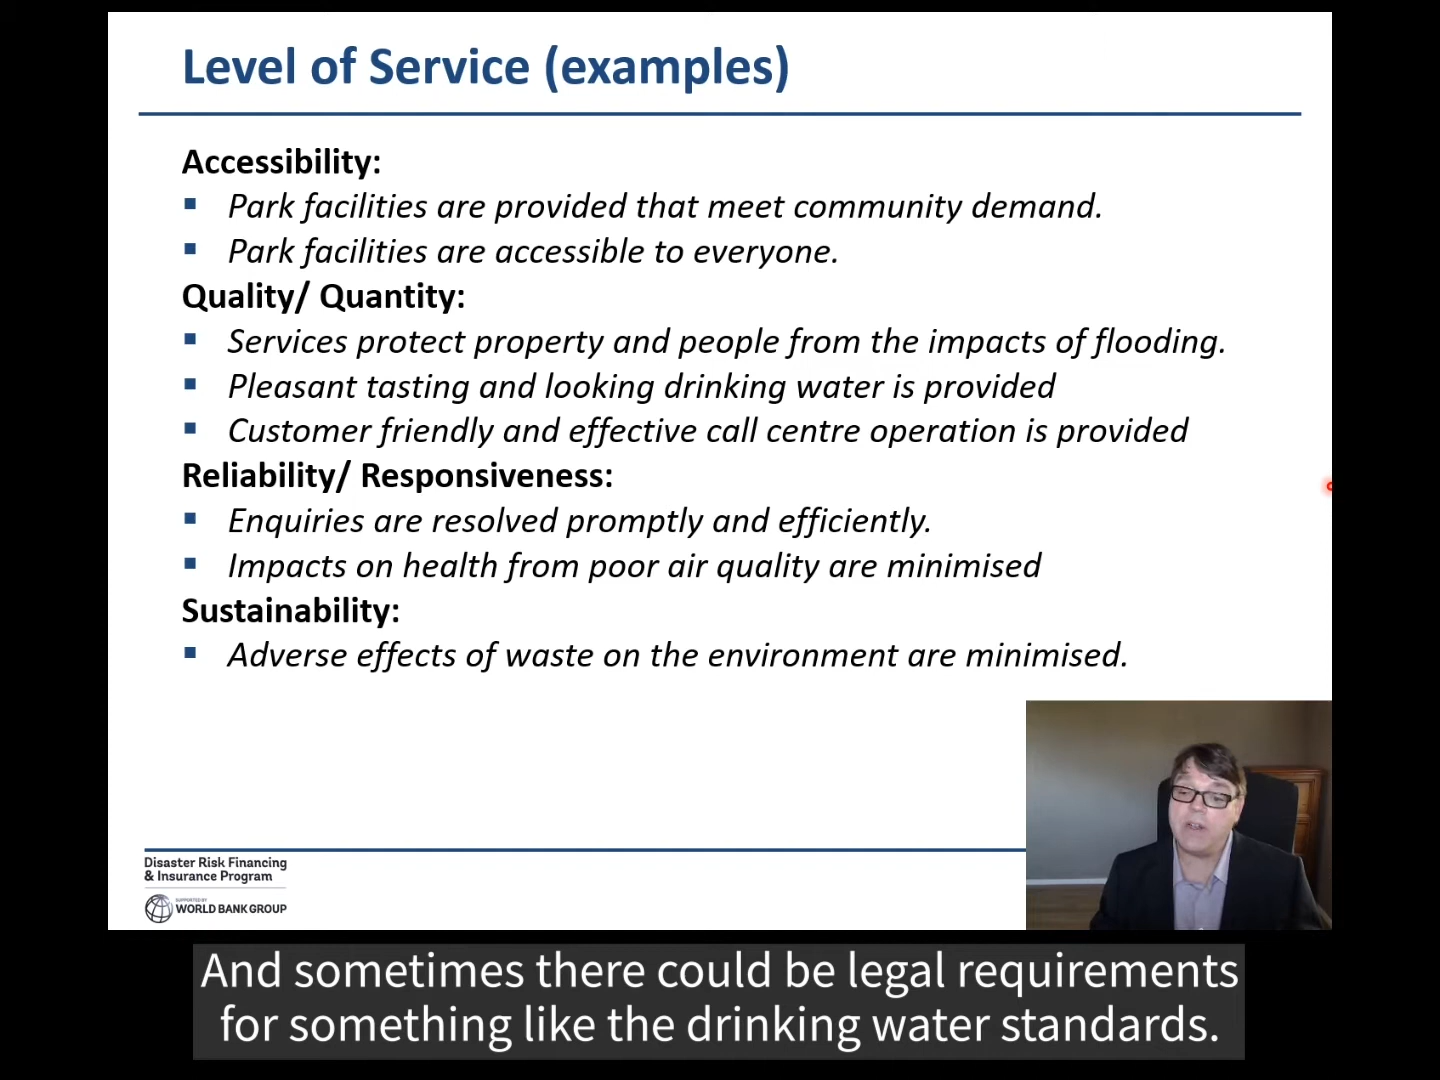 Level of Service (examples)
Accessibility:
▪ Park facilities are provided that meet community demand.
▪ Park facilities are accessible to everyone.
Quality/ Quantity:
▪ Services protect property and people from the impacts of flooding.
▪ Pleasant tasting and looking drinking water is provided
▪ Customer friendly and effective call centre operation is provided
Reliability/ Responsiveness:
▪ Enquiries are resolved promptly and efficiently.
▪ Impacts on health from poor air quality are minimised
Sustainability:
▪ Adverse effects of waste on the environment are minimised.
Disaster Risk Financing
& Insurance Program
SUPPORTED BY
WORLD BANK GROUP
And sometimes there could be legal requirements
for something like the drinking water standards.